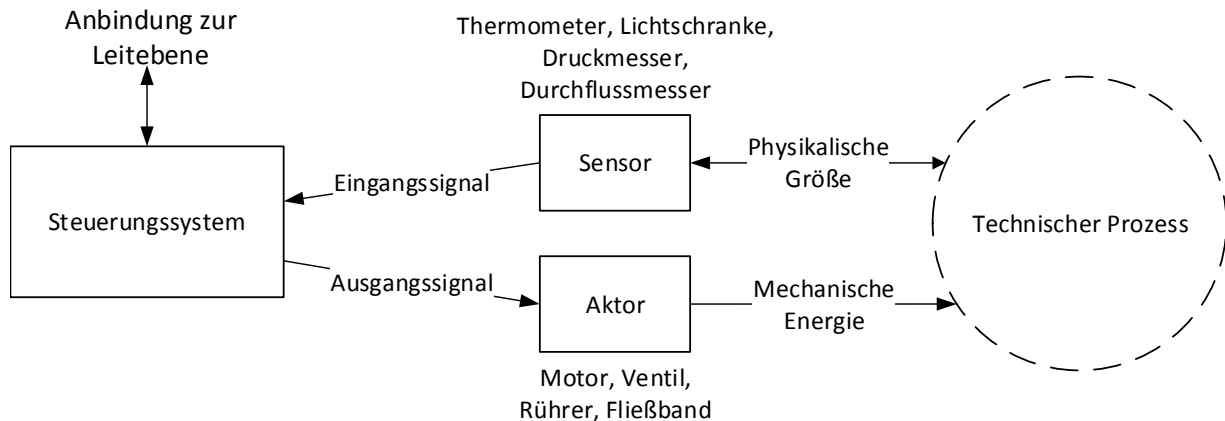 Anbindung zur
Leitebene
Thermometer, Lichtschranke,
Druckmesser,
Durchflussmesser
Steuerungssystem
Eingangssignal
Sensor
Physikalische
Größe
Technischer Prozess
Ausgangssignal
Aktor
Mechanische
Energie
Motor, Ventil,
Rührer, Fließband